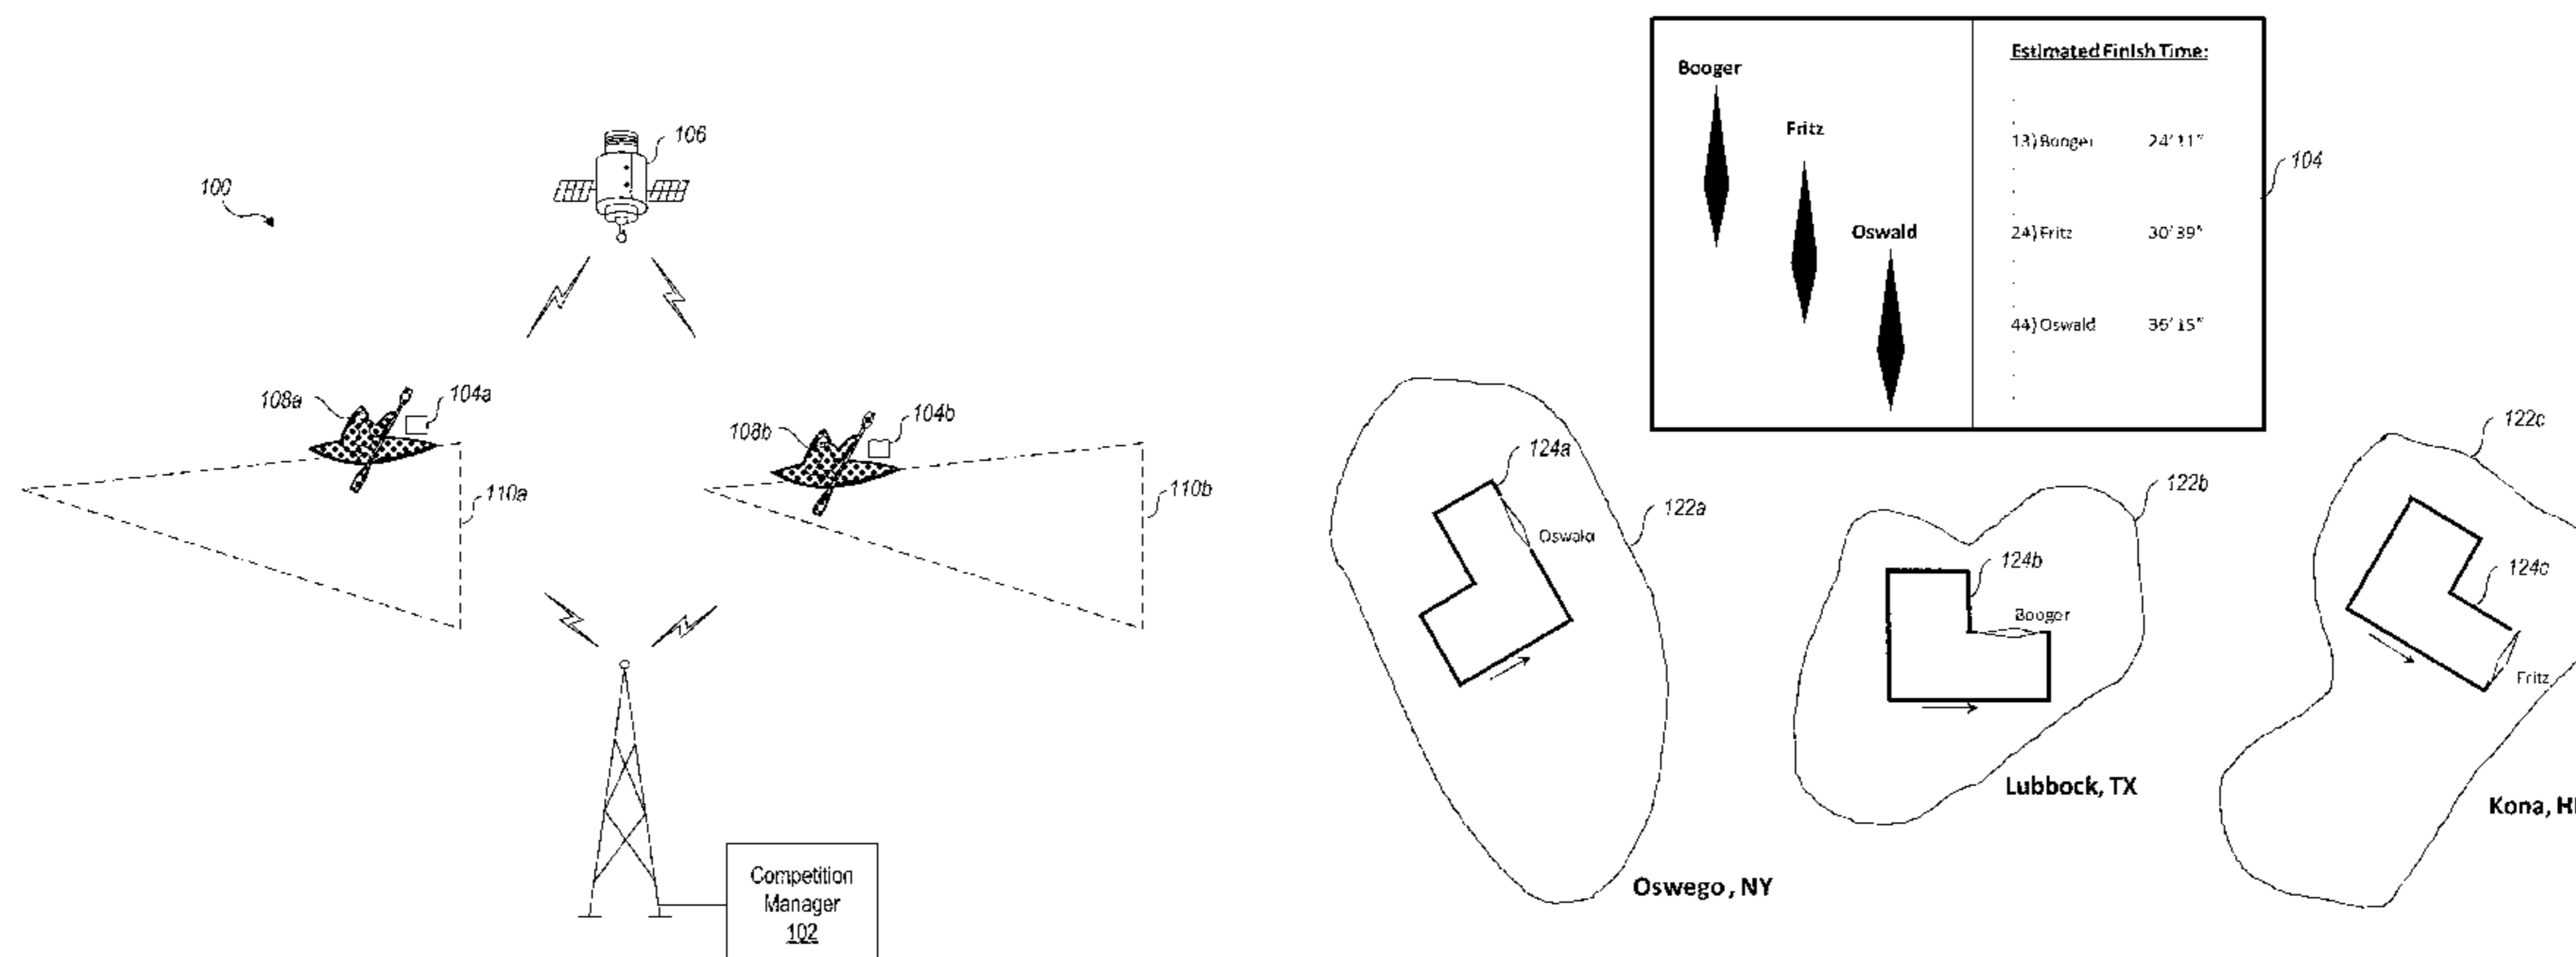 100
106
108a
104a
110a
108b
104b
110b
Competition
Manager
102
Booger
Fritz
Oswald
Estimated Finish Time:
13) Booger 24'11"
24) Fritz 30'39"
44) Oswald 36'15"
104
124a
122a
Oswald
Oswego, NY
124b
122b
Booger
Lubbock, TX
122c
124c
Fritz
Kona, HI